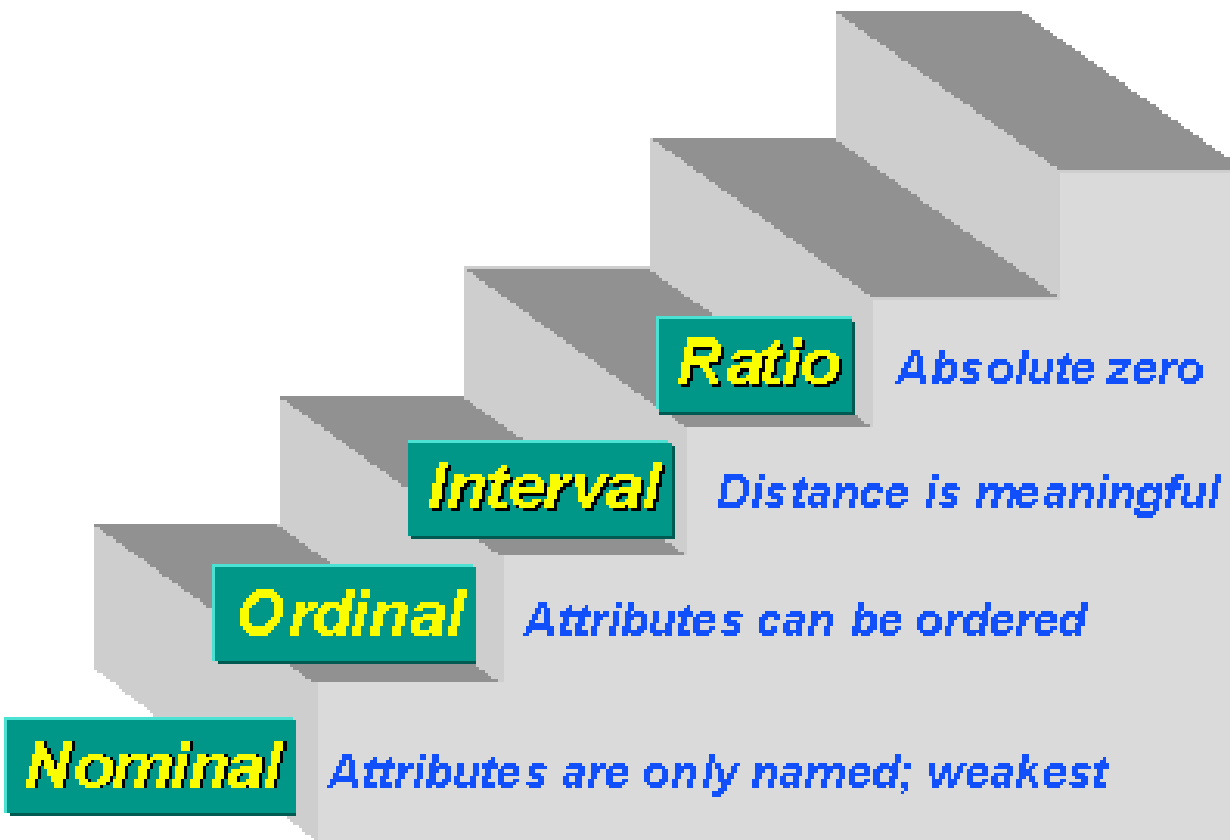 Ratio Absolute zero
Interval Distance is meaningful
Ordinal Attributes can be ordered
Nominal Attributes are only named; weakest